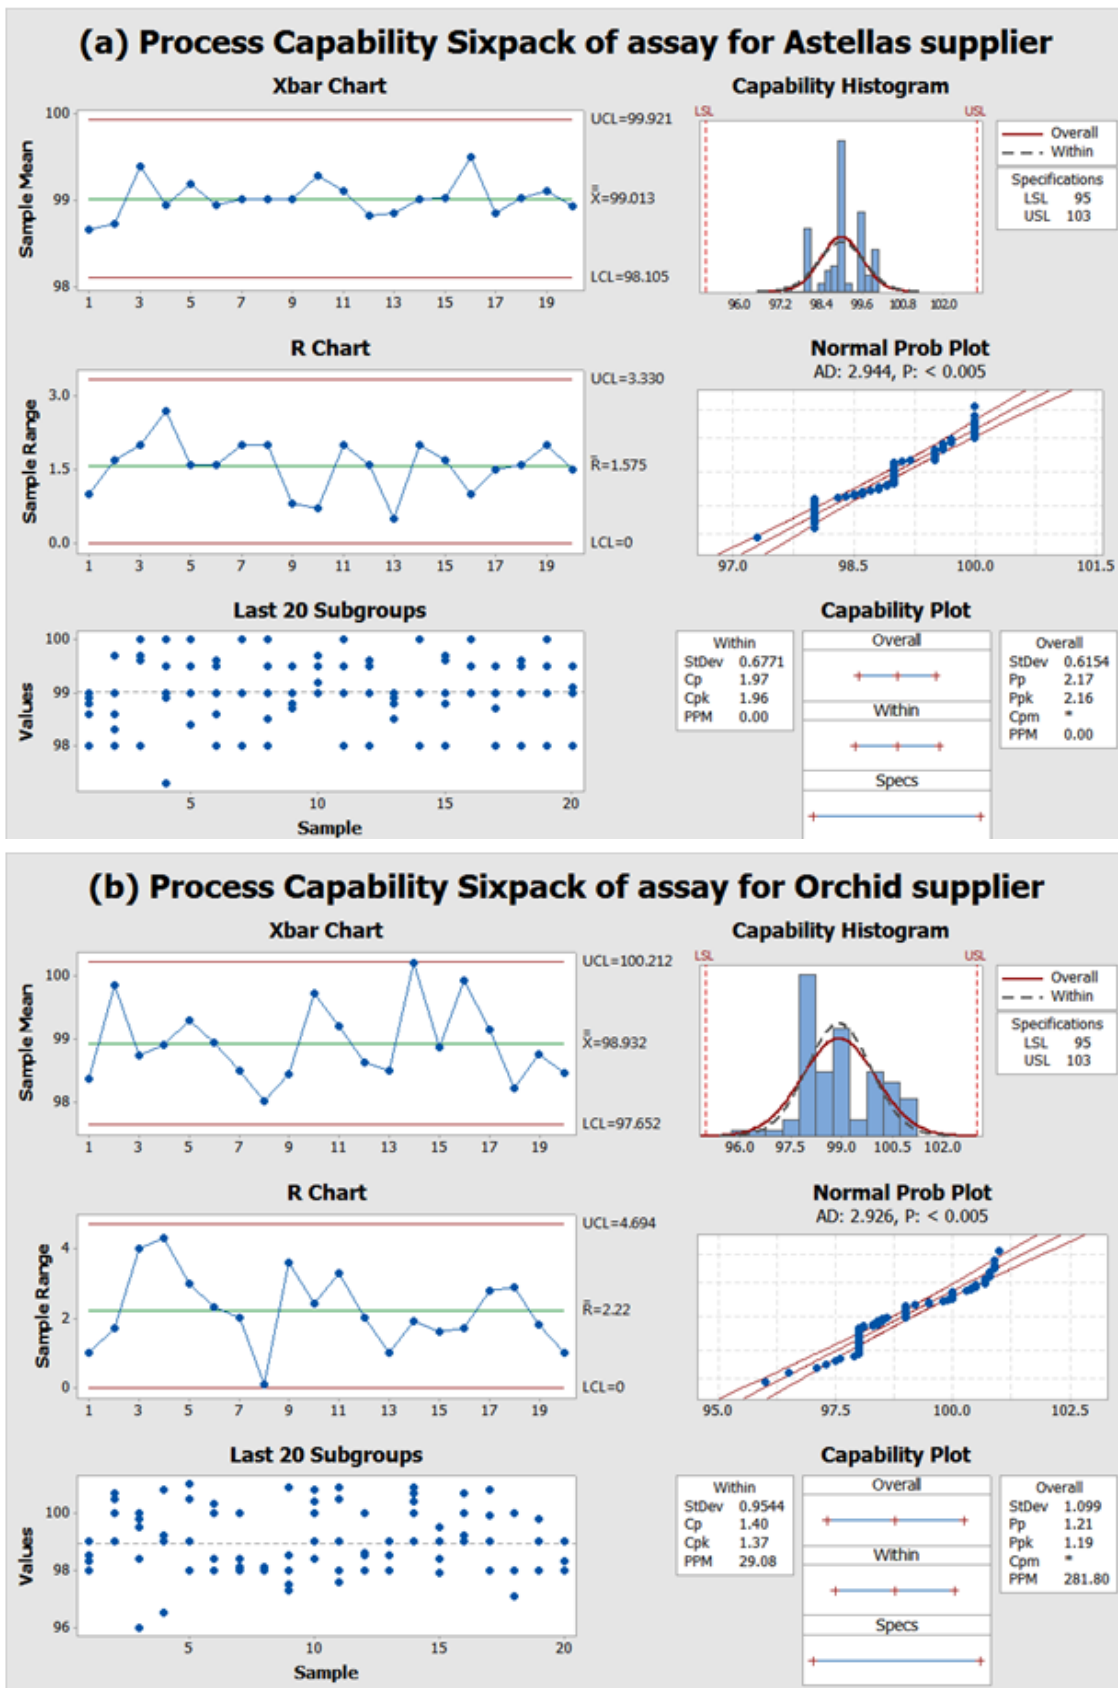 (a) Process Capability Sixpack of assay for Astellas supplier
Xbar Chart
Sample Mean
100
99
98
1 3 5 7 9 11 13 15 17 19
UCL=99.921
X̿=99.013
LCL=98.105
Capability Histogram
LSL USL
96.0 97.2 98.4 99.6 100.8 102.0
Overall
Within
Specifications
LSL 95
USL 103
R Chart
Sample Range
3.0
1.5
0.0
1 3 5 7 9 11 13 15 17 19
UCL=3.330
R̄=1.575
LCL=0
Normal Prob Plot
AD: 2.944, P: < 0.005
97.0 98.5 100.0 101.5
Last 20 Subgroups
Values
100
99
98
5 10 15 20
Sample
Capability Plot
Within
StDev 0.6771
Cp 1.97
Cpk 1.96
PPM 0.00
Overall
Within
Specs
Overall
StDev 0.6154
Pp 2.17
Ppk 2.16
Cpm *
PPM 0.00
(b) Process Capability Sixpack of assay for Orchid supplier
Xbar Chart
Sample Mean
100
99
98
1 3 5 7 9 11 13 15 17 19
UCL=100.212
X̿=98.932
LCL=97.652
Capability Histogram
LSL USL
96.0 97.5 99.0 100.5 102.0
Overall
Within
Specifications
LSL 95
USL 103
R Chart
Sample Range
4
2
0
1 3 5 7 9 11 13 15 17 19
UCL=4.694
R̄=2.22
LCL=0
Normal Prob Plot
AD: 2.926, P: < 0.005
95.0 97.5 100.0 102.5
Last 20 Subgroups
Values
100
98
96
5 10 15 20
Sample
Capability Plot
Within
StDev 0.9544
Cp 1.40
Cpk 1.37
PPM 29.08
Overall
Within
Specs
Overall
StDev 1.099
Pp 1.21
Ppk 1.19
Cpm *
PPM 281.80